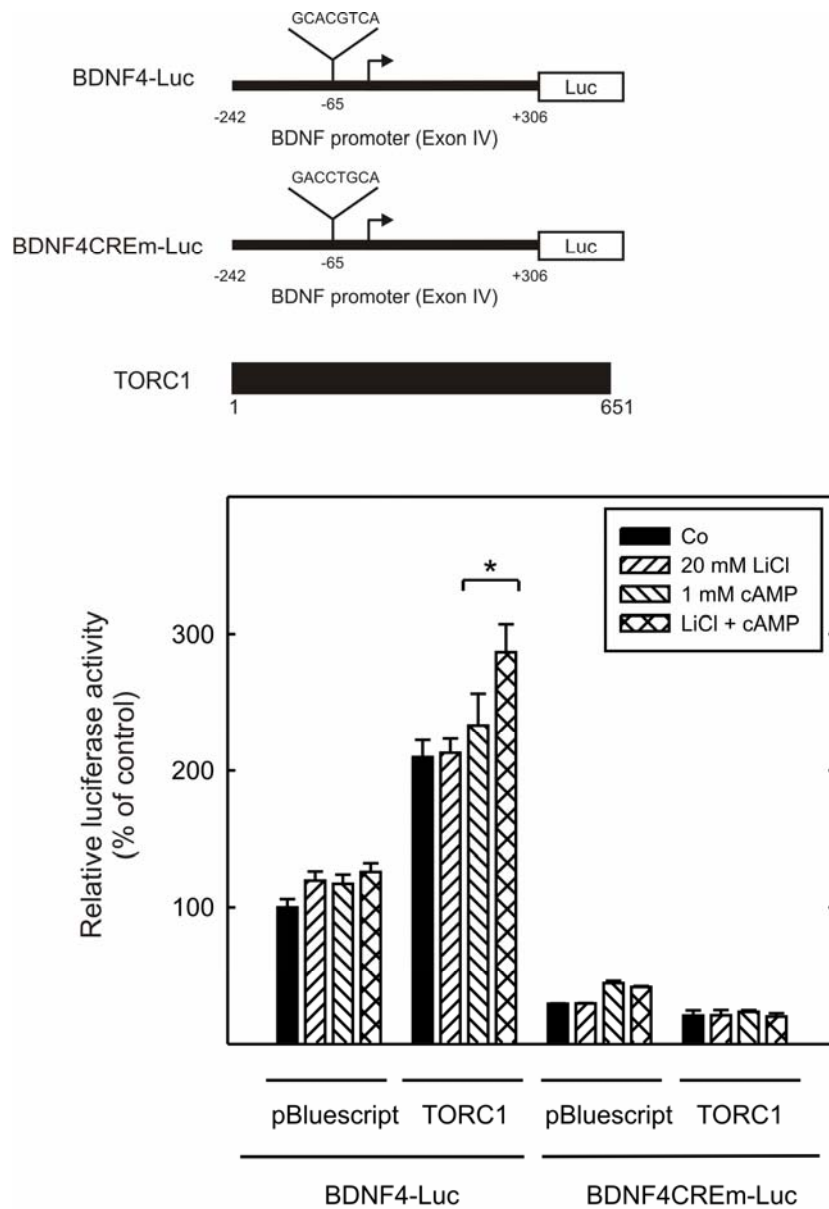 GCACGTCA
BDNF4-Luc
Luc
-242
-65
+306
BDNF promoter (Exon IV)
GACCTGCA
BDNF4CREm-Luc
Luc
-242
-65
+306
BDNF promoter (Exon IV)
TORC1
1
651
*
Co
20 mM LiCl
1 mM cAMP
LiCl + cAMP
Relative luciferase activity
(% of control)
300
200
100
pBluescript
TORC1
pBluescript
TORC1
BDNF4-Luc
BDNF4CREm-Luc